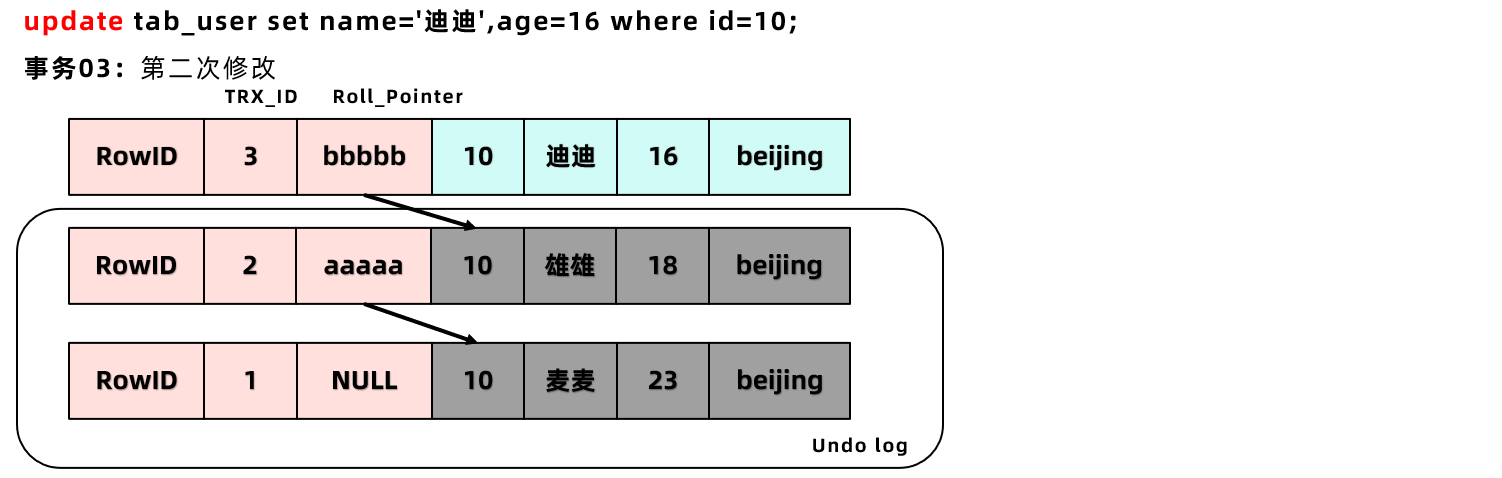 update tab_user set name='迪迪',age=16 where id=10;
事务03：第二次修改
TRX_ID Roll_Pointer
RowID 3 bbbbb 10 迪迪 16 beijing
RowID 2 aaaaa 10 雄雄 18 beijing
RowID 1 NULL 10 麦麦 23 beijing
Undo log